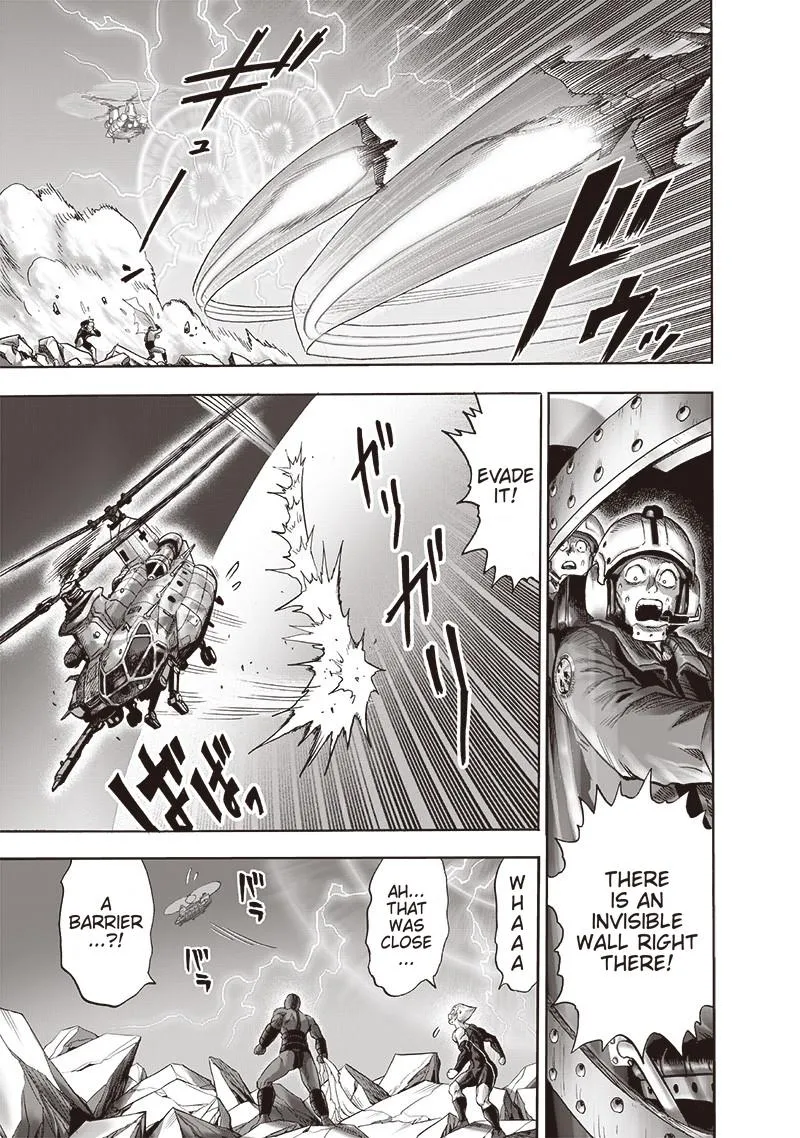 ドゥッ
ギュン
THERE
IS AN
INVISIBLE
WALL RIGHT
THERE!
EVADE
IT!
ガリ
ガリ
ばばっ
WHAAA
AH...
THAT
WAS
CLOSE
...
バラ
バラ
A
BARRIER
...?!